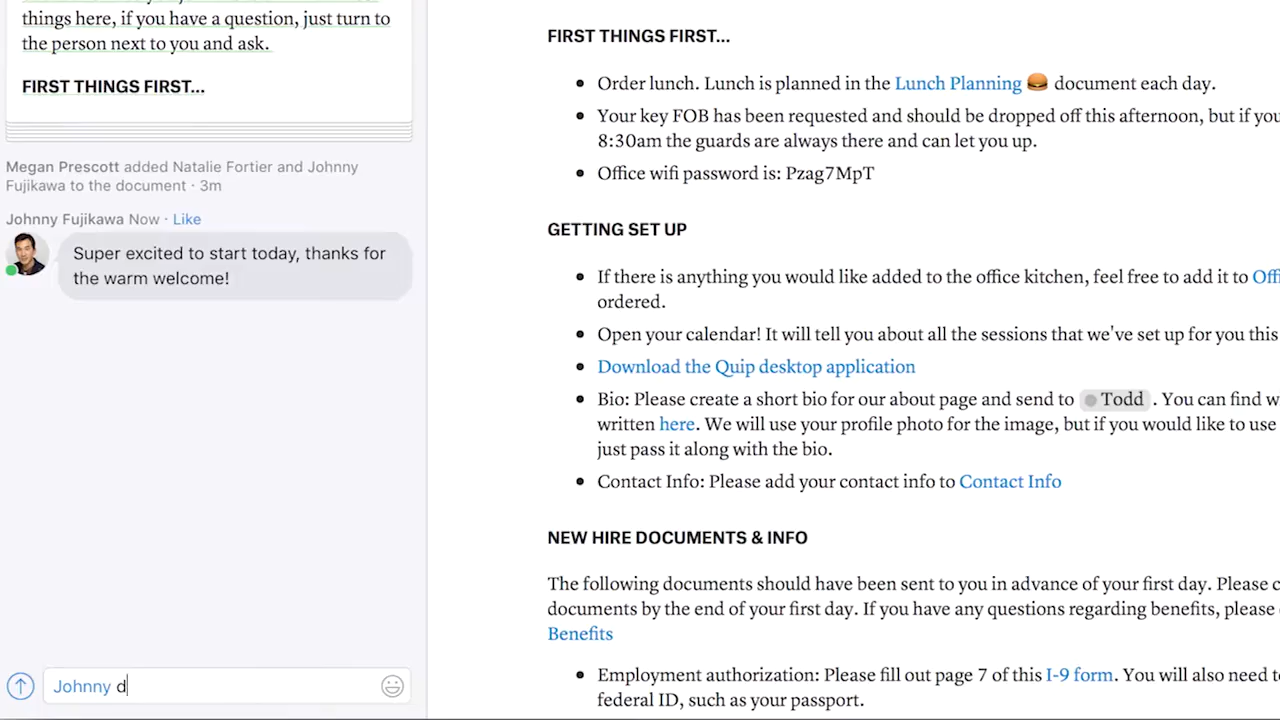 things here, if you have a question, just turn to
the person next to you and ask.
FIRST THINGS FIRST...
Megan Prescott added Natalie Fortier and Johnny
Fujikawa to the document · 3m
Johnny Fujikawa Now · Like
Super excited to start today, thanks for
the warm welcome!
Johnny d
FIRST THINGS FIRST...
• Order lunch. Lunch is planned in the Lunch Planning 🍔 document each day.
• Your key FOB has been requested and should be dropped off this afternoon, but if you
8:30am the guards are always there and can let you up.
• Office wifi password is: Pzag7MpT
GETTING SET UP
• If there is anything you would like added to the office kitchen, feel free to add it to Offi
ordered.
• Open your calendar! It will tell you about all the sessions that we've set up for you this
• Download the Quip desktop application
• Bio: Please create a short bio for our about page and send to Todd . You can find w
written here. We will use your profile photo for the image, but if you would like to use
just pass it along with the bio.
• Contact Info: Please add your contact info to Contact Info
NEW HIRE DOCUMENTS & INFO
The following documents should have been sent to you in advance of your first day. Please c
documents by the end of your first day. If you have any questions regarding benefits, please
Benefits
• Employment authorization: Please fill out page 7 of this I-9 form. You will also need t
federal ID, such as your passport.